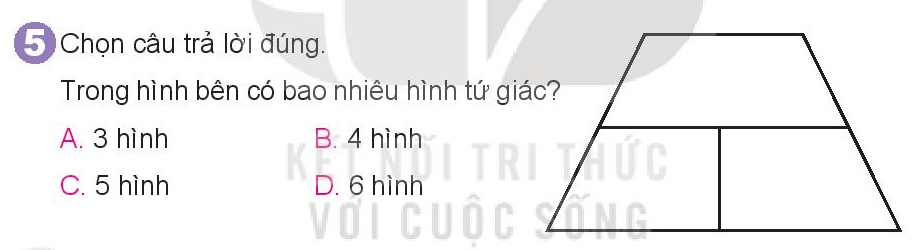 5 Chọn câu trả lời đúng.
Trong hình bên có bao nhiêu hình tứ giác?
A. 3 hình B. 4 hình
C. 5 hình D. 6 hình
KẾT NỐI TRI THỨC
VỚI CUỘC SỐNG